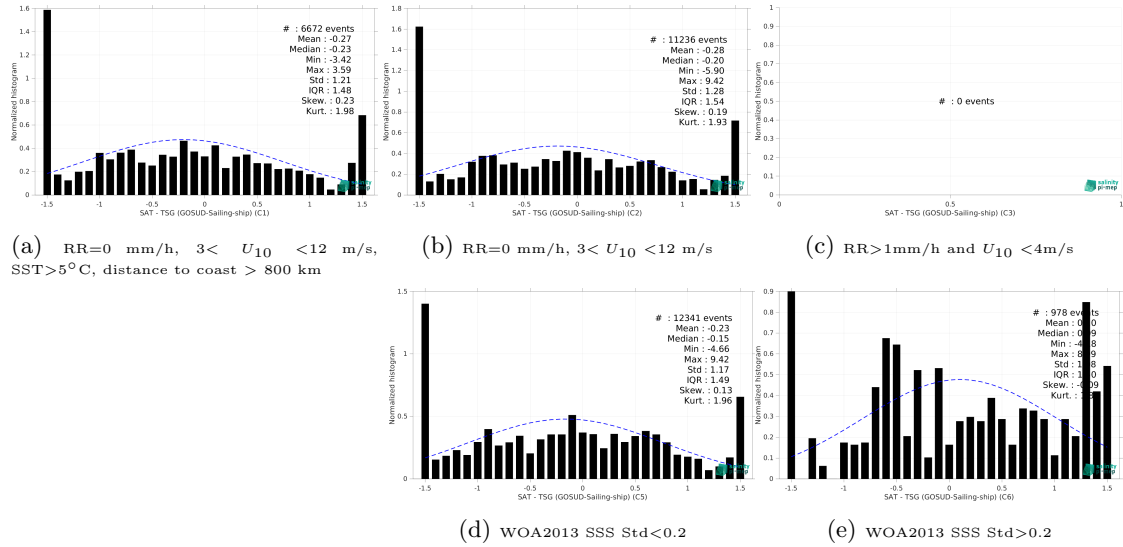 1.6
1.4
1.2
1
0.8
0.6
0.4
0.2
0
Normalized histogram
# : 6672 events
Mean : -0.27
Median : -0.23
Min : -3.42
Max : 3.59
Std : 1.21
IQR : 1.48
Skew. : 0.23
Kurt. : 1.98
salinity
pi-mep
-1.5 -1 -0.5 0 0.5 1 1.5
SAT - TSG (GOSUD-Sailing-ship) (C1)
(a) RR=0 mm/h, 3< U10 <12 m/s,
SST>5°C, distance to coast > 800 km
1.8
1.6
1.4
1.2
1
0.8
0.6
0.4
0.2
0
Normalized histogram
# : 11236 events
Mean : -0.28
Median : -0.20
Min : -5.90
Max : 9.42
Std : 1.28
IQR : 1.54
Skew. : 0.19
Kurt. : 1.93
salinity
pi-mep
-1.5 -1 -0.5 0 0.5 1 1.5
SAT - TSG (GOSUD-Sailing-ship) (C2)
(b) RR=0 mm/h, 3< U10 <12 m/s
1
0.9
0.8
0.7
0.6
0.5
0.4
0.3
0.2
0.1
0
Normalized histogram
# : 0 events
salinity
pi-mep
0.5 1
SAT - TSG (GOSUD-Sailing-ship) (C3)
(c) RR>1mm/h and U10 <4m/s
1.5
1
0.5
0
Normalized histogram
# : 12341 events
Mean : -0.23
Median : -0.15
Min : -4.66
Max : 9.42
Std : 1.17
IQR : 1.49
Skew. : 0.13
Kurt. : 1.96
salinity
pi-mep
-1.5 -1 -0.5 0 0.5 1 1.5
SAT - TSG (GOSUD-Sailing-ship) (C5)
(d) WOA2013 SSS Std<0.2
0.9
0.8
0.7
0.6
0.5
0.4
0.3
0.2
0.1
0
Normalized histogram
# : 978 events
Mean :
Median :
Min :
Max :
Std :
IQR :
Skew. :
Kurt. :
salinity
pi-mep
-1.5 -1 -0.5 0 0.5 1 1.5
SAT - TSG (GOSUD-Sailing-ship) (C6)
(e) WOA2013 SSS Std>0.2